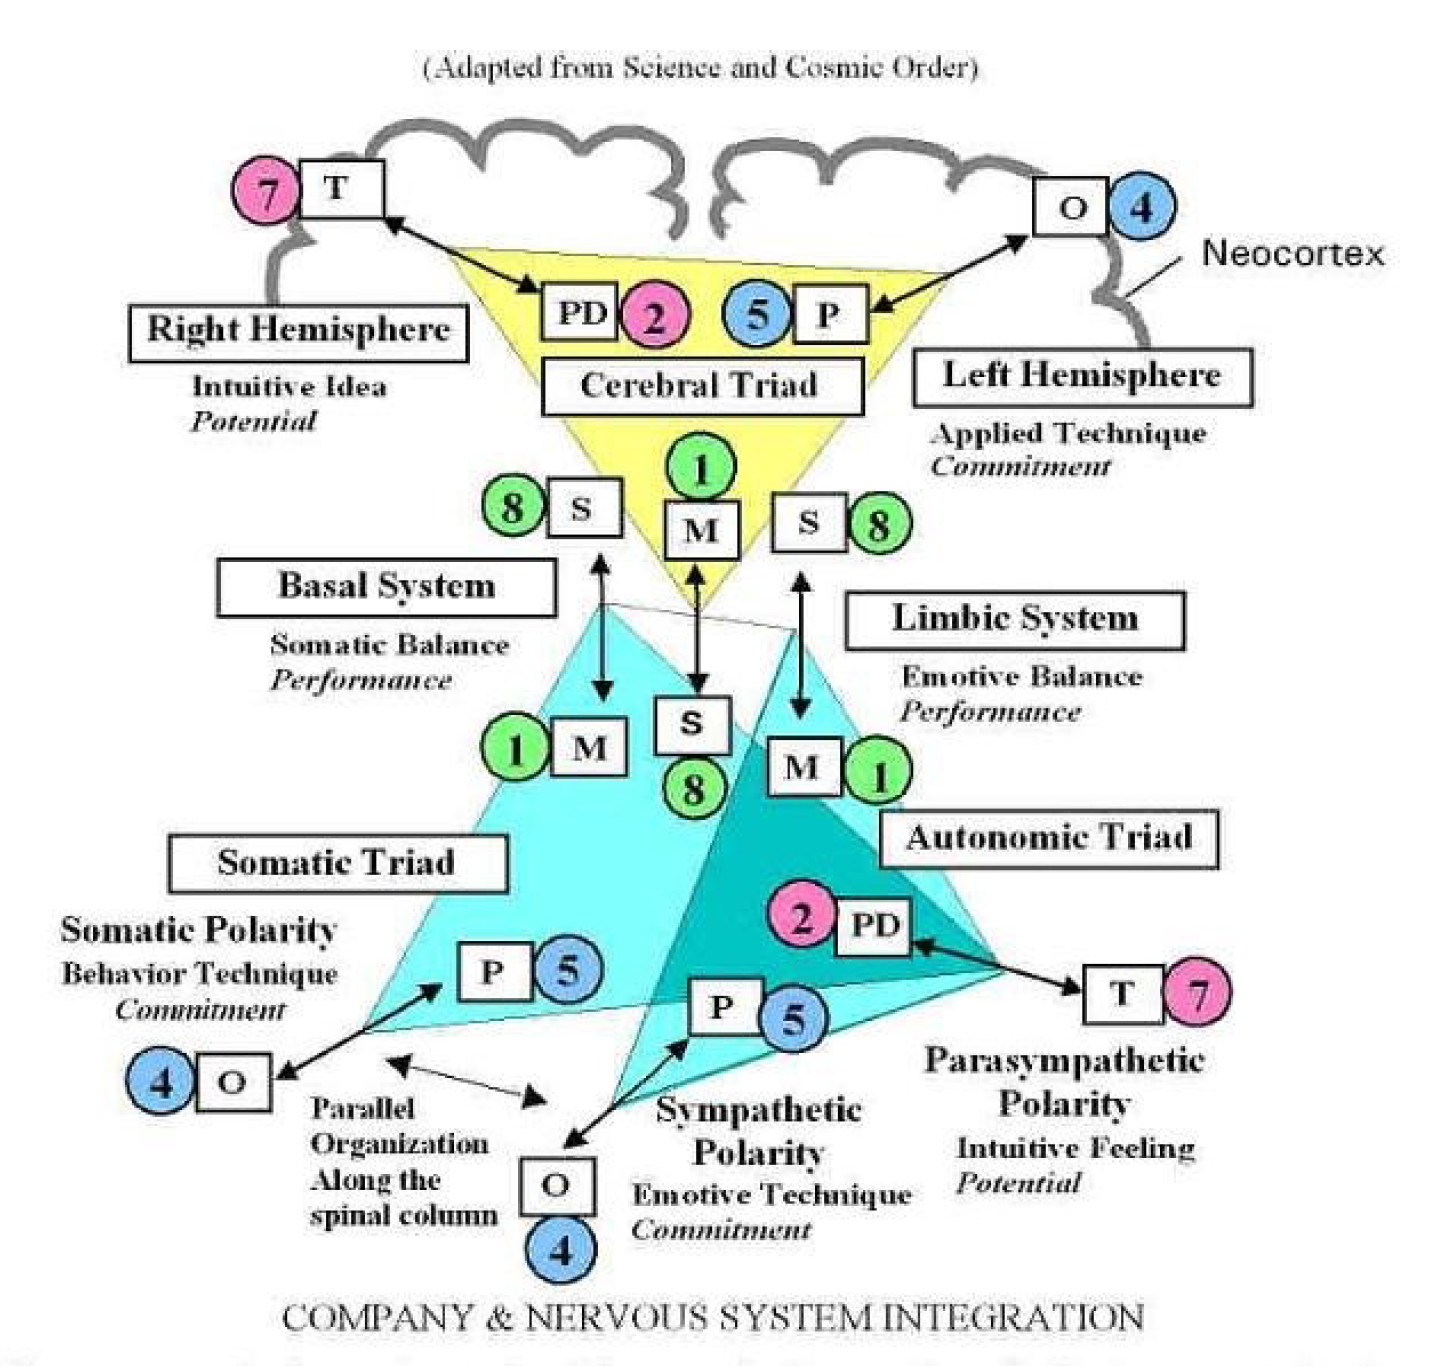 (Adapted from Science and Cosmic Order)
7 T
O 4
Neocortex
PD 2
5 P
Right Hemisphere
Intuitive Idea
Potential
Cerebral Triad
Left Hemisphere
Applied Technique
Commitment
1
M
8 S
S 8
Basal System
Somatic Balance
Performance
Limbic System
Emotive Balance
Performance
1 M
S
8
M 1
Somatic Triad
Autonomic Triad
Somatic Polarity
Behavior Technique
Commitment
P 5
2 PD
P 5
T 7
4 O
Parallel
Organization
Along the
spinal column
O
4
Sympathetic
Polarity
Emotive Technique
Commitment
Parasympathetic
Polarity
Intuitive Feeling
Potential
COMPANY & NERVOUS SYSTEM INTEGRATION